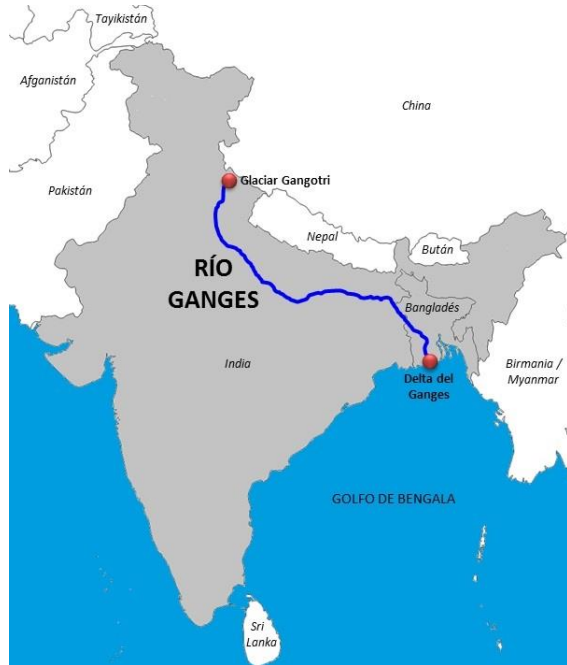 Tayikistán
Afganistán
China
Glaciar Gangotri
Pakistán
Nepal
Bután
RÍO
GANGES
Bangladés
India
Delta del
Ganges
Birmania /
Myanmar
GOLFO DE BENGALA
Sri
Lanka